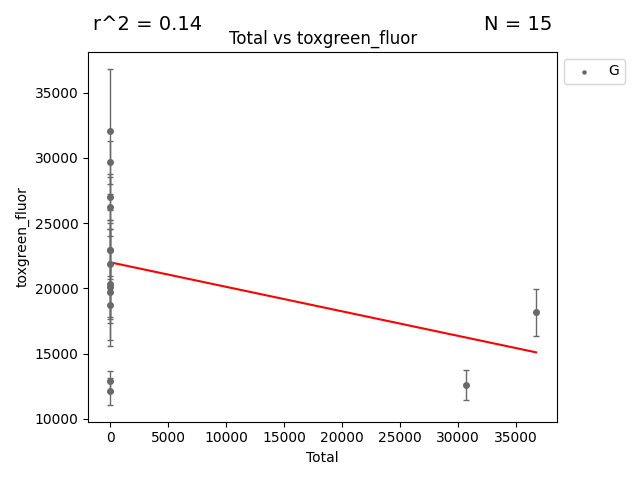 r^2 = 0.14
N = 15
Total vs toxgreen_fluor
G
35000
30000
25000
20000
15000
10000
toxgreen_fluor
0 5000 10000 15000 20000 25000 30000 35000
Total